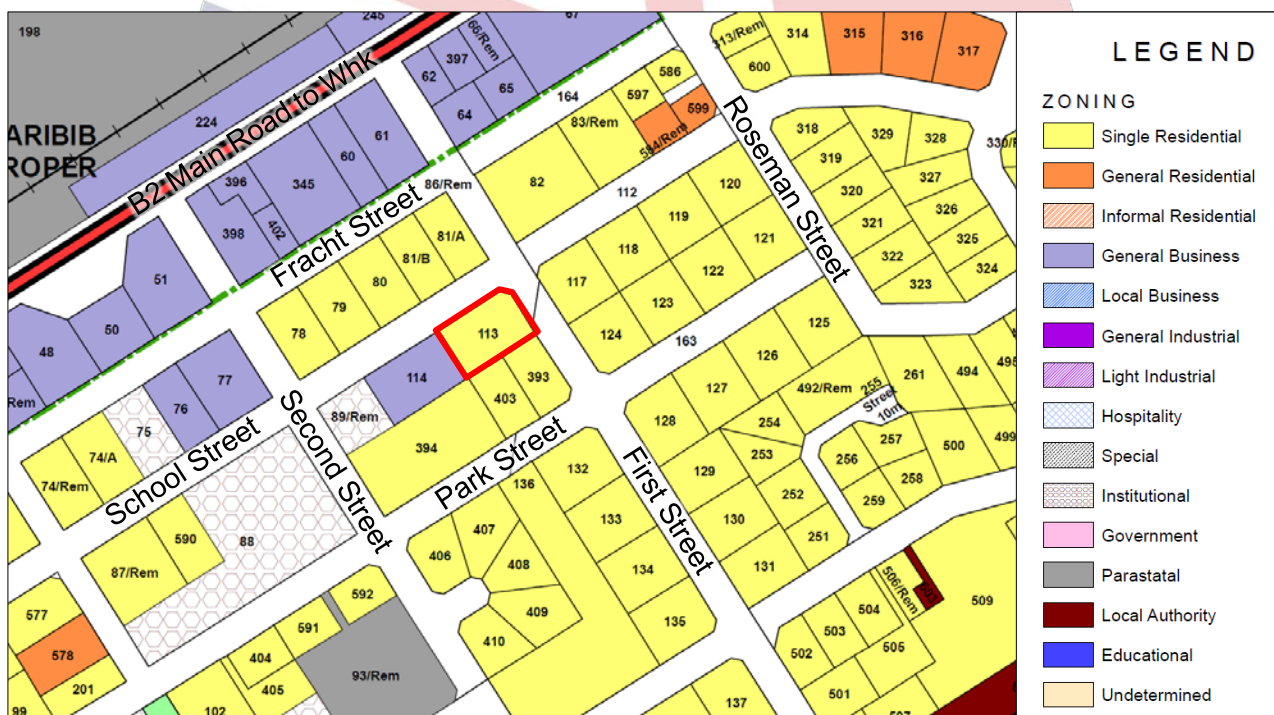 198
245
67
66/Rem
397
62
65
64
B2 Main Road to Whk
224
ARIBIB
ROPER
61
60
345
396
398
402
86/Rem
Fracht Street
164
83/Rem
586
597
599
584/Rem
313/Rem
314
315
316
317
600
Roseman Street
318
319
320
321
322
323
329
328
327
326
325
324
82
112
120
119
118
117
121
122
123
124
81/A
81/B
80
79
78
51
50
48
Rem
113
114
393
403
394
89/Rem
77
76
75
74/A
74/Rem
School Street
Second Street
Park Street
First Street
163
125
126
127
128
492/Rem
255
Street
10m
261
494
495
254
253
252
251
129
130
131
256
257
258
259
500
499
132
136
133
134
135
137
407
406
408
409
410
88
590
87/Rem
577
578
201
99
592
591
404
405
102
93/Rem
506/Rem
503
504
503
502
505
501
509
LEGEND
ZONING
Single Residential
General Residential
Informal Residential
General Business
Local Business
General Industrial
Light Industrial
Hospitality
Special
Institutional
Government
Parastatal
Local Authority
Educational
Undetermined